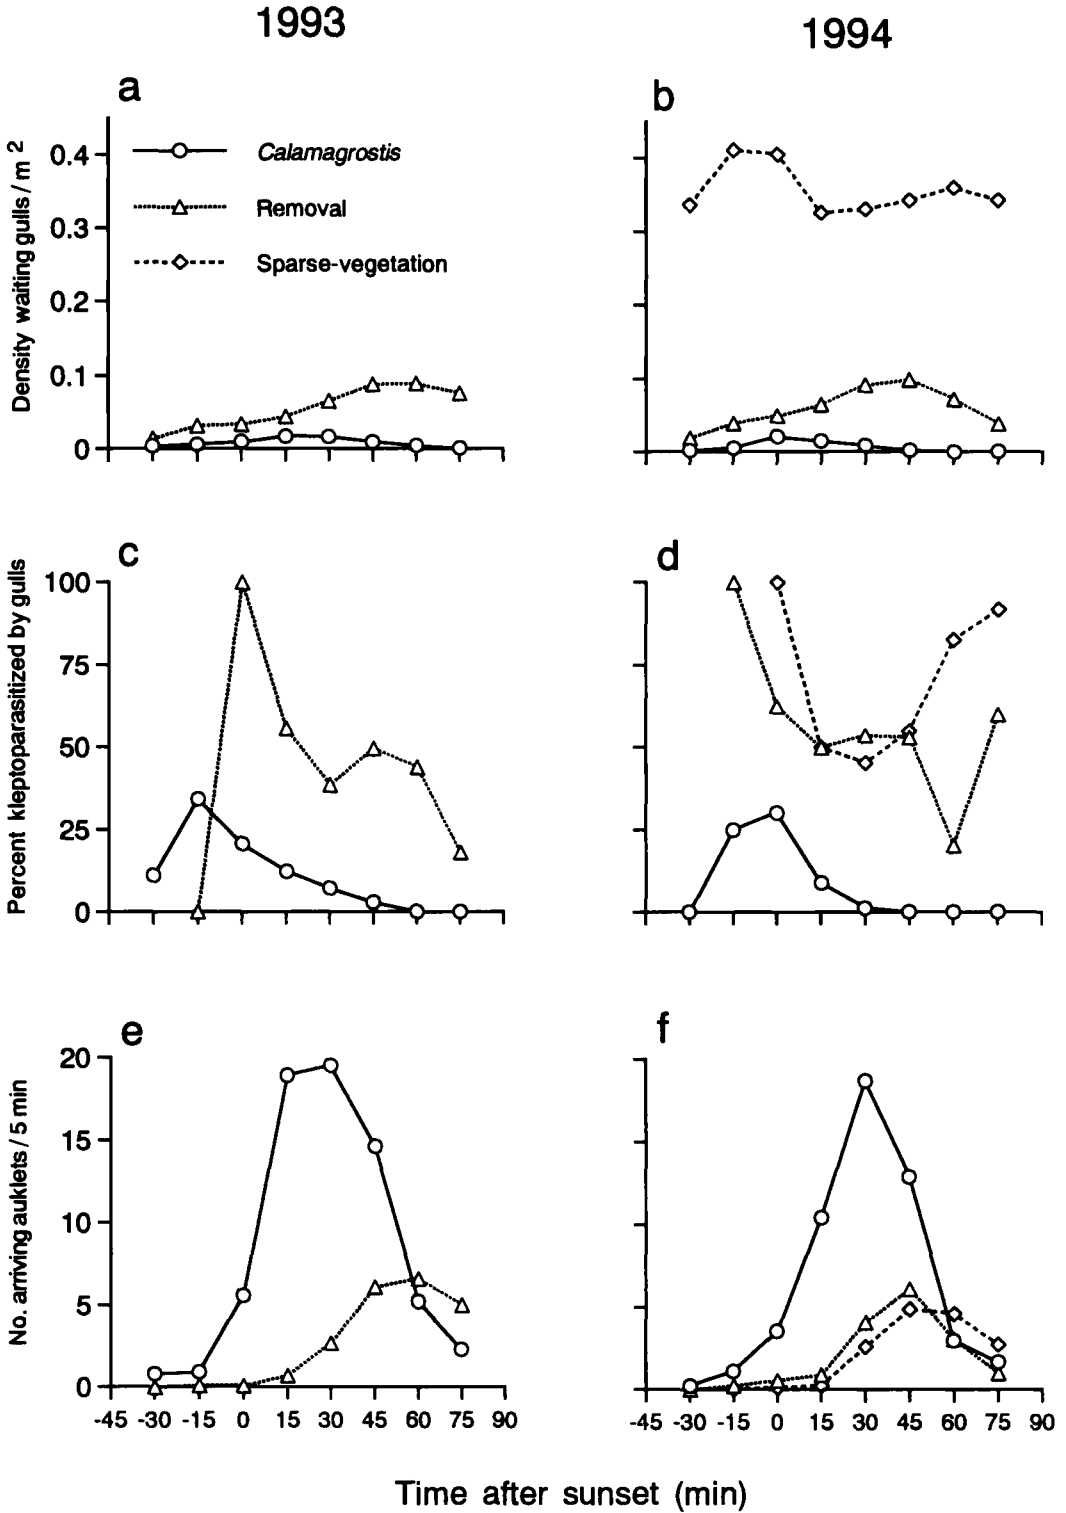 1993
1994
a
b
Density waiting gulls / m 2
0.4
0.3
0.2
0.1
0
Calamagrostis
Removal
Sparse-vegetation
c
d
Percent kleptoparasitized by gulls
100
75
50
25
0
e
f
No. arriving auklets / 5 min
20
15
10
5
0
-45 -30 -15 0 15 30 45 60 75 90
-45 -30 -15 0 15 30 45 60 75 90
Time after sunset (min)